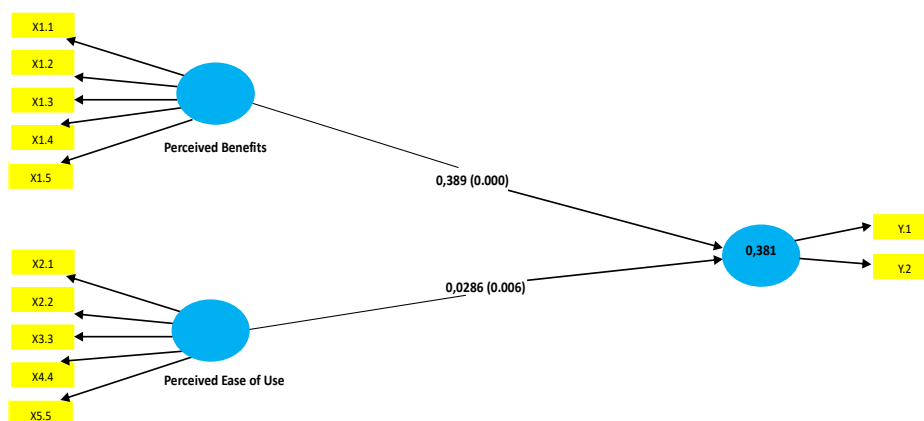 X1.1
X1.2
X1.3
X1.4
X1.5
Perceived Benefits
0,389 (0.000)
X2.1
X2.2
X3.3
X4.4
X5.5
Perceived Ease of Use
0,0286 (0.006)
0,381
Y.1
Y.2